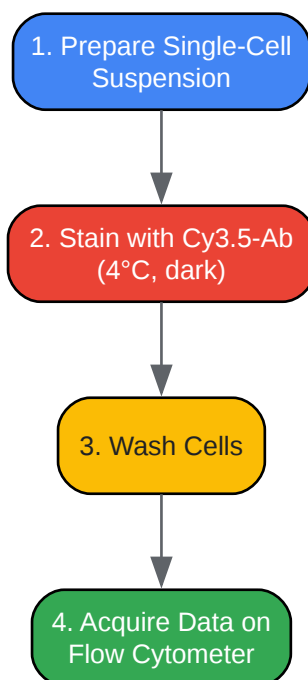 1. Prepare Single-Cell
Suspension
2. Stain with Cy3.5-Ab
(4°C, dark)
3. Wash Cells
4. Acquire Data on
Flow Cytometer